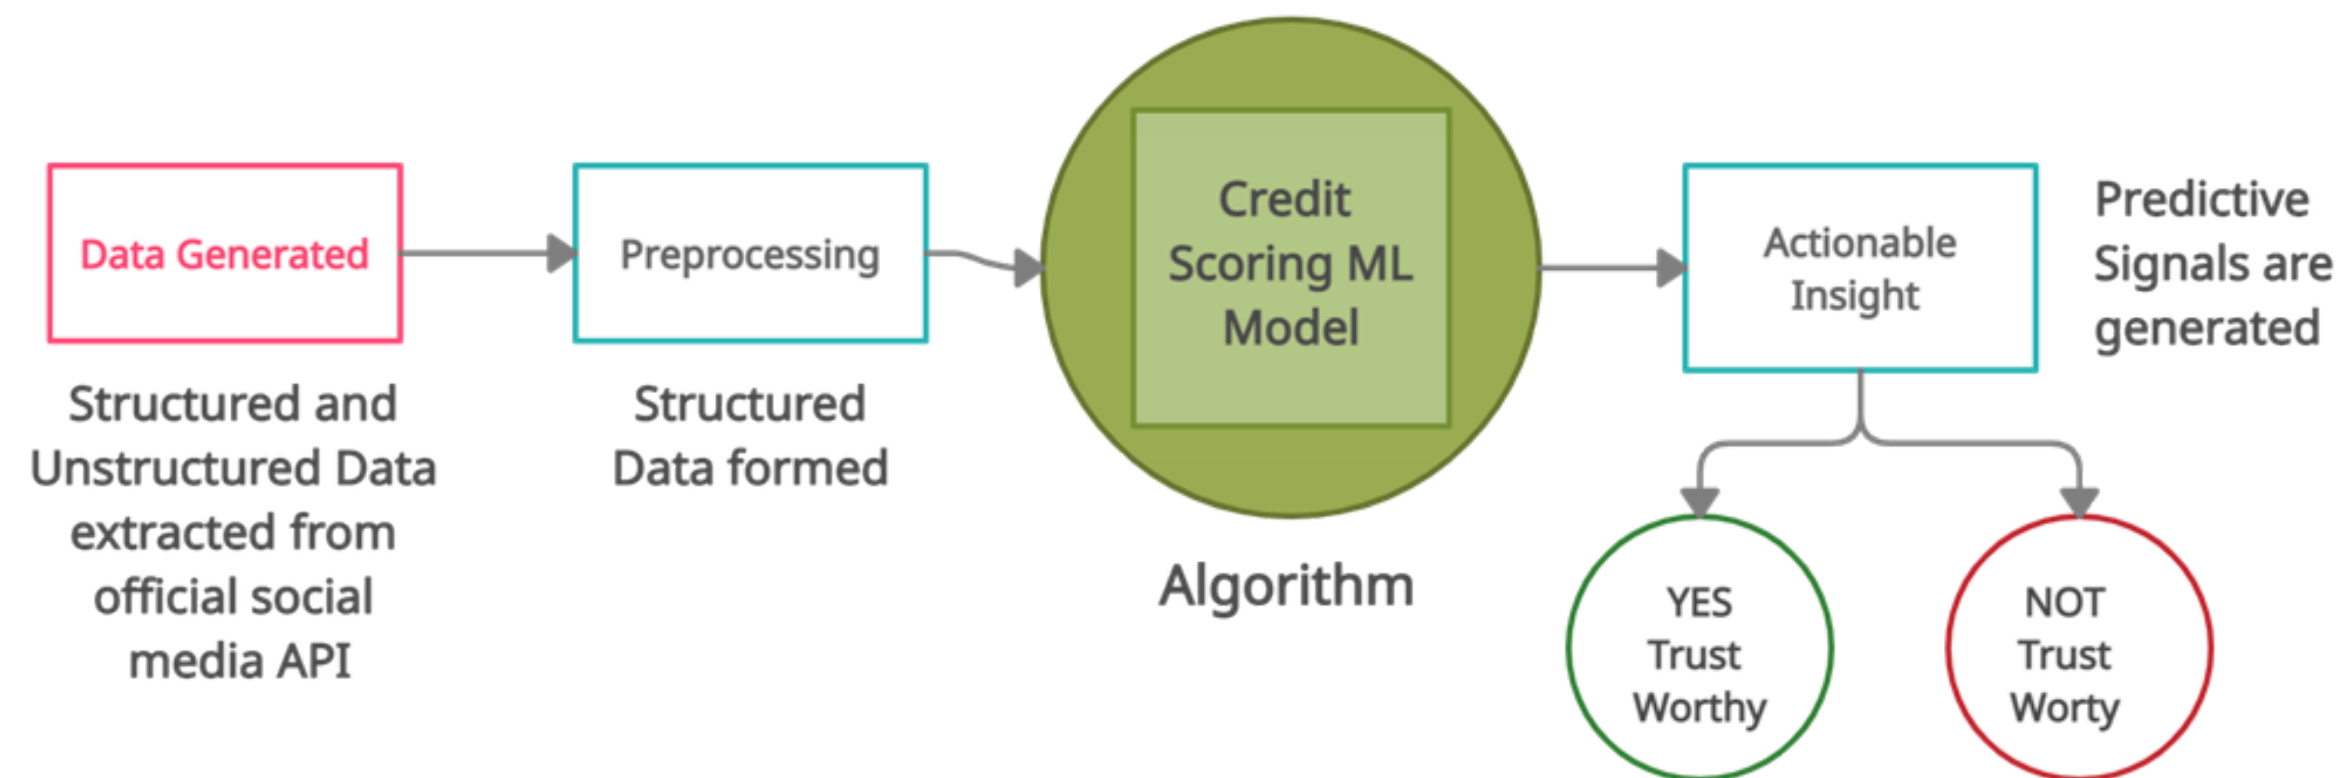 Data Generated
Structured and
Unstructured Data
extracted from
official social
media API
Preprocessing
Structured
Data formed
Credit
Scoring ML
Model
Algorithm
Actionable
Insight
Predictive
Signals are
generated
YES
Trust
Worthy
NOT
Trust
Worty